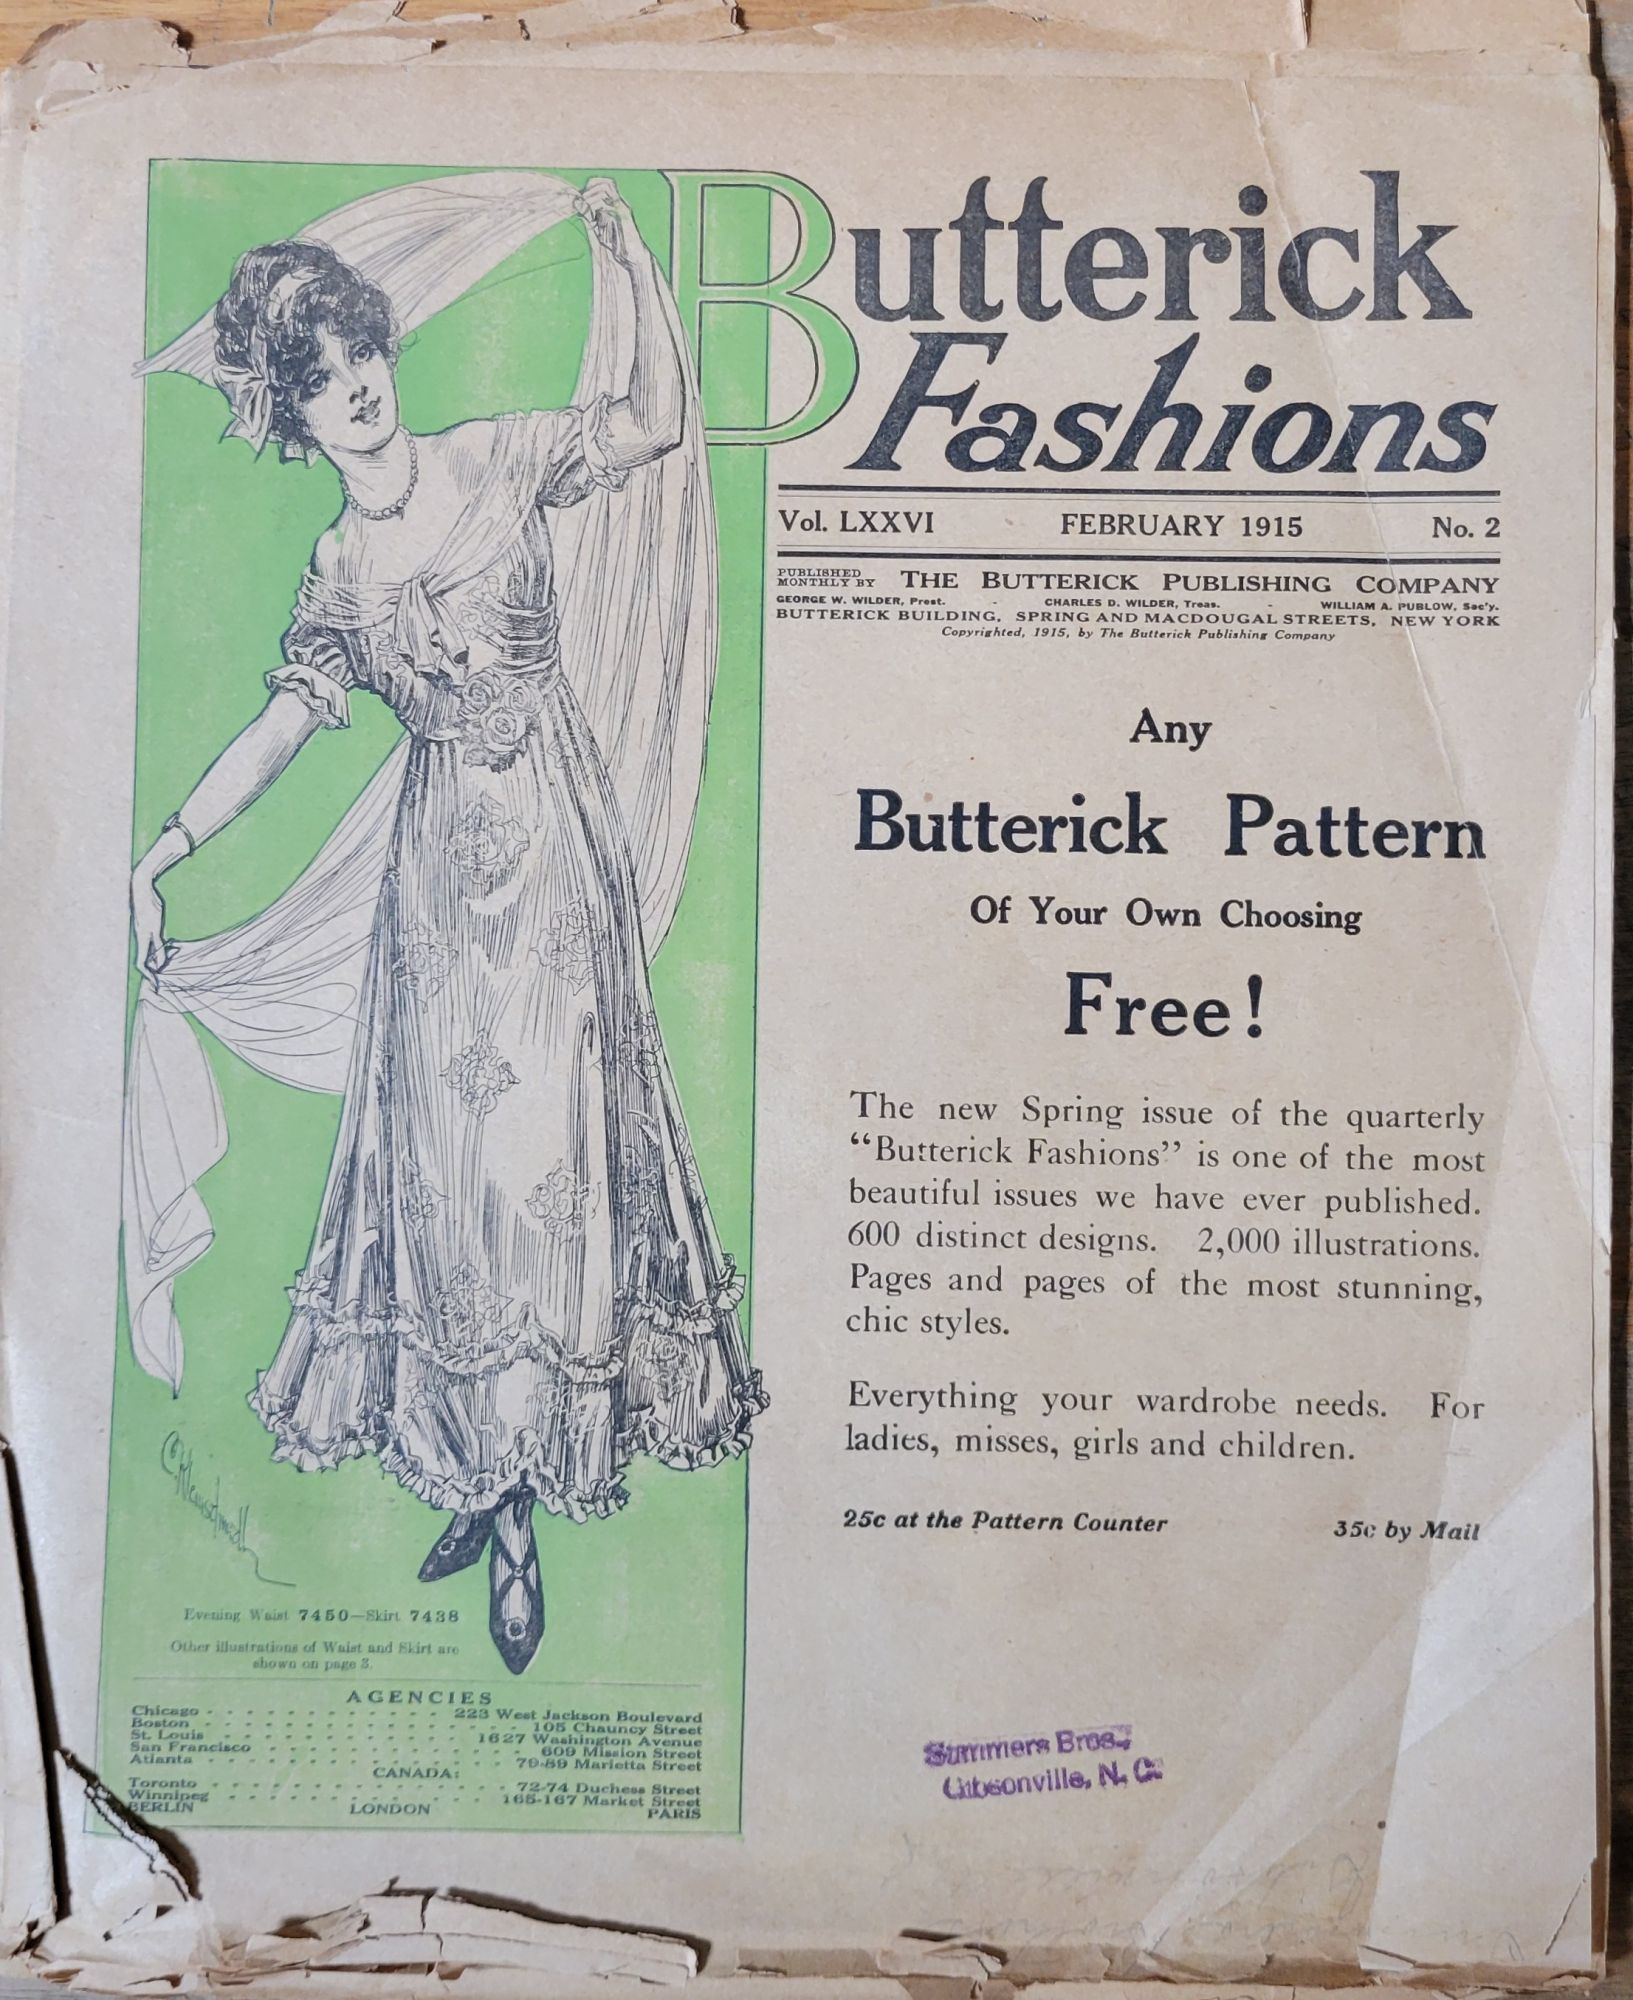 Butterick
Fashions
Vol. LXXVI FEBRUARY 1915 No. 2
PUBLISHED MONTHLY BY THE BUTTERICK PUBLISHING COMPANY
GEORGE W. WILDER, Prest. - CHARLES D. WILDER, Treas. - WILLIAM A. PUBLOW, Sec'y.
BUTTERICK BUILDING, SPRING AND MACDOUGAL STREETS, NEW YORK
Copyrighted, 1915, by The Butterick Publishing Company
Any
Butterick Pattern
Of Your Own Choosing
Free!
The new Spring issue of the quarterly
“Butterick Fashions” is one of the most
beautiful issues we have ever published.
600 distinct designs. 2,000 illustrations.
Pages and pages of the most stunning,
chic styles.
Everything your wardrobe needs. For
ladies, misses, girls and children.
25c at the Pattern Counter 35c by Mail
Evening Waist 7450—Skirt 7438
Other illustrations of Waist and Skirt are
shown on page 3.
AGENCIES
Chicago - - - - - - - - - - 223 West Jackson Boulevard
Boston - - - - - - - - - - - - - 105 Chauncy Street
St. Louis - - - - - - - - - - - 1627 Washington Avenue
San Francisco - - - - - - - - - - - 609 Mission Street
Atlanta - - - - - - - - - - - - 79-89 Marietta Street
CANADA:
Toronto - - - - - - - - - - - - 72-74 Duchess Street
Winnipeg - - - - - - - - - - - 165-167 Market Street
BERLIN LONDON PARIS
Summers Bros.,
Gibsonville, N. C.